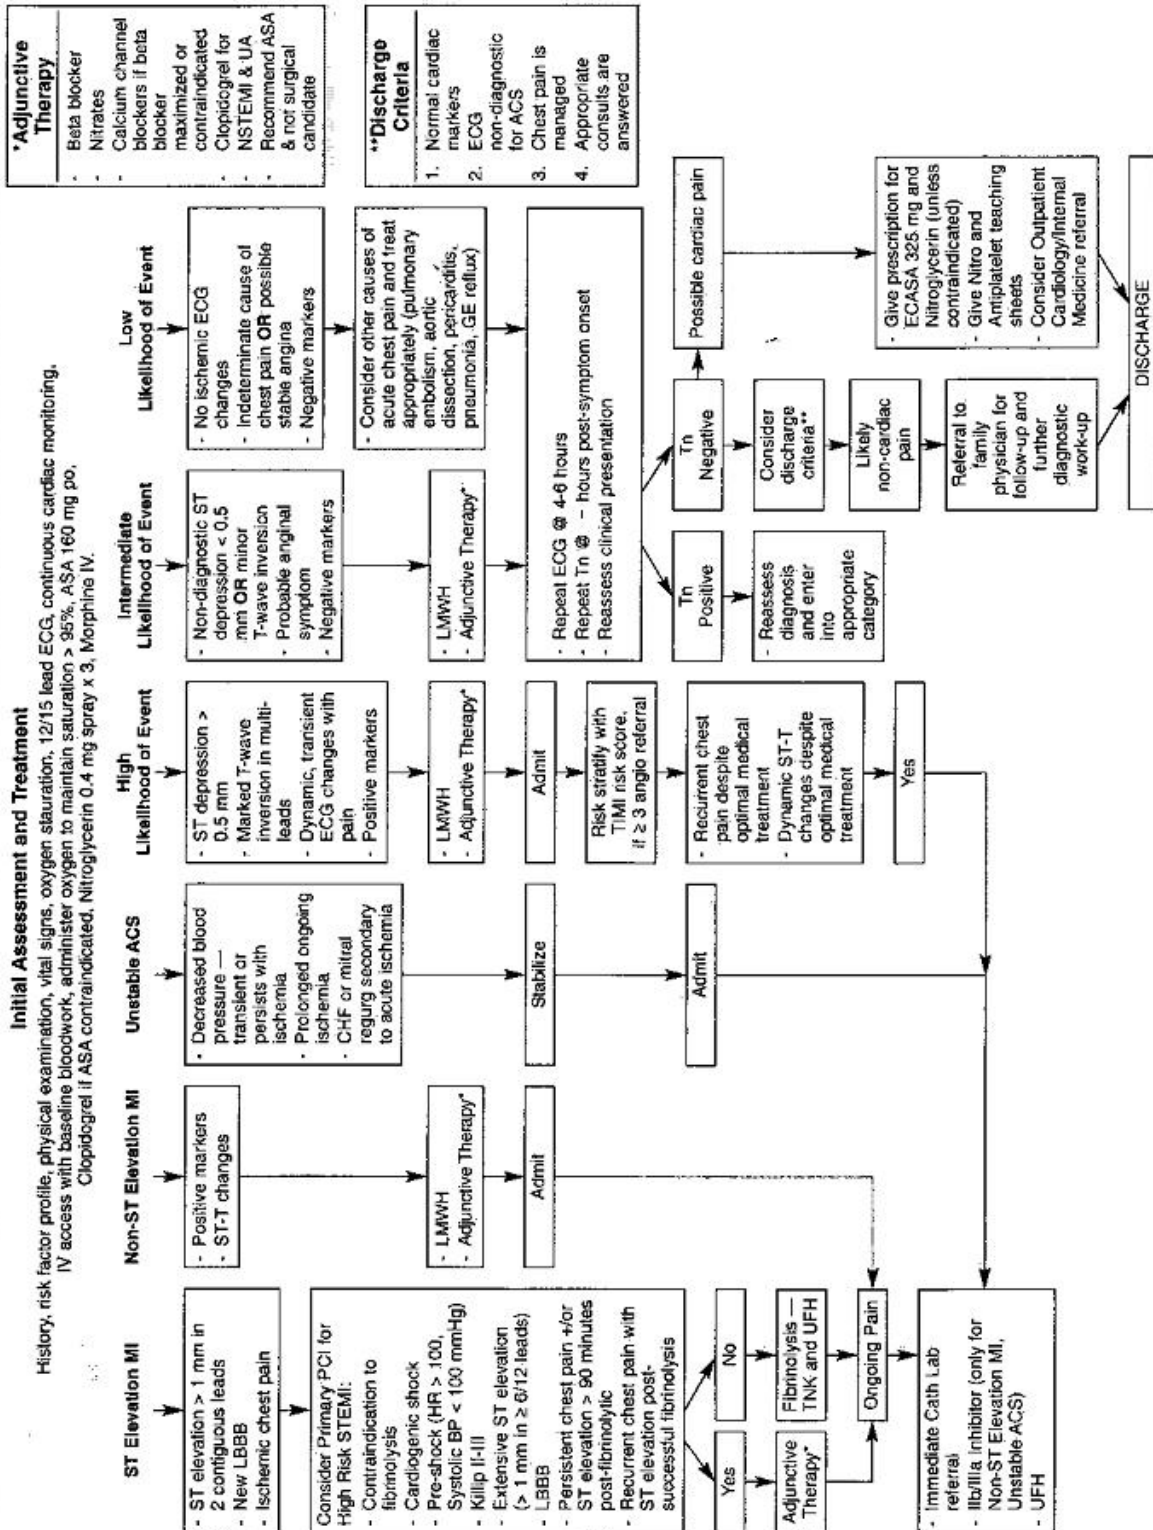 Initial Assessment and Treatment
History, risk factor profile, physical examination, vital signs, oxygen staturation, 12/15 lead ECG, continuous cardiac monitoring,
IV access with baseline bloodwork, administer oxygen to maintain saturation > 95%, ASA 160 mg po,
Clopidogrel if ASA contraindicated, Nitroglycerin 0.4 mg spray x 3, Morphine IV.
ST Elevation MI
- ST elevation > 1 mm in
2 contiguous leads
- New LBBB
- Ischemic chest pain
Consider Primary PCI for
High Risk STEMI:
- Contraindication to
fibrinolysis
- Cardiogenic shock
- Pre-shock (HR > 100,
Systolic BP < 100 mmHg)
- Killip II-III
- Extensive ST elevation
(> 1 mm in ≥ 6/12 leads)
- LBBB
- Persistent chest pain +/or
ST elevation > 90 minutes
post-fibrinolytic
- Recurrent chest pain with
ST elevation post-
successful fibrinolysis
Yes
No
Adjunctive
Therapy*
Fibrinolysis —
TNK and UFH
Ongoing Pain
- Immediate Cath Lab
referral
- IIb/IIIa Inhibitor (only for
Non-ST Elevation MI,
Unstable ACS)
- UFH
Non-ST Elevation MI
- Positive markers
- ST-T changes
- LMWH
- Adjunctive Therapy*
Admit
Unstable ACS
- Decreased blood
pressure —
transient or
persists with
ischemia
- Prolonged ongoing
ischemia
- CHF or mitral
regurg secondary
to acute ischemia
Stabilize
Admit
High
Likelihood of Event
- ST depression >
0.5 mm
- Marked T-wave
inversion in multi-
leads
- Dynamic, transient
ECG changes with
pain
- Positive markers
- LMWH
- Adjunctive Therapy*
Admit
Risk stratify with
TIMI risk score,
if ≥ 3 angio referral
- Recurrent chest
pain despite
optimal medical
treatment
- Dynamic ST-T
changes despite
optimal medical
treatment
Yes
Intermediate
Likelihood of Event
- Non-diagnostic ST
depression < 0.5
mm OR minor
T-wave inversion
- Probable anginal
symptom
- Negative markers
- LMWH
- Adjunctive Therapy*
Low
Likelihood of Event
- No ischemic ECG
changes
- Indeterminate cause of
chest pain OR possible
stable angina
- Negative markers
- Consider other causes of
acute chest pain and treat
appropriately (pulmonary
embolism, aortic
dissection, pericarditis,
pneumonia, GE reflux)
- Repeat ECG @ 4-6 hours
- Repeat Tn @ – hours post-symptom onset
- Reassess clinical presentation
Tn
Positive
- Reassess
diagnosis
and enter
into
appropriate
category
Tn
Negative
Consider
discharge
criteria**
Likely
non-cardiac
pain
Referral to
family
physician for
follow-up and
further
diagnostic
work-up
Possible cardiac pain
- Give prescription for
ECASA 325 mg and
Nitroglycerin (unless
contraindicated)
- Give Nitro and
Antiplatelet teaching
sheets
- Consider Outpatient
Cardiology/Internal
Medicine referral
DISCHARGE
*Adjunctive
Therapy
- Beta blocker
- Nitrates
- Calcium channel
blockers if beta
blocker
maximized or
contraindicated
- Clopidogrel for
NSTEMI & UA
- Recommend ASA
& not surgical
candidate
**Discharge
Criteria
1. Normal cardiac
markers
2. ECG
non-diagnostic
for ACS
3. Chest pain is
managed
4. Appropriate
consults are
answered